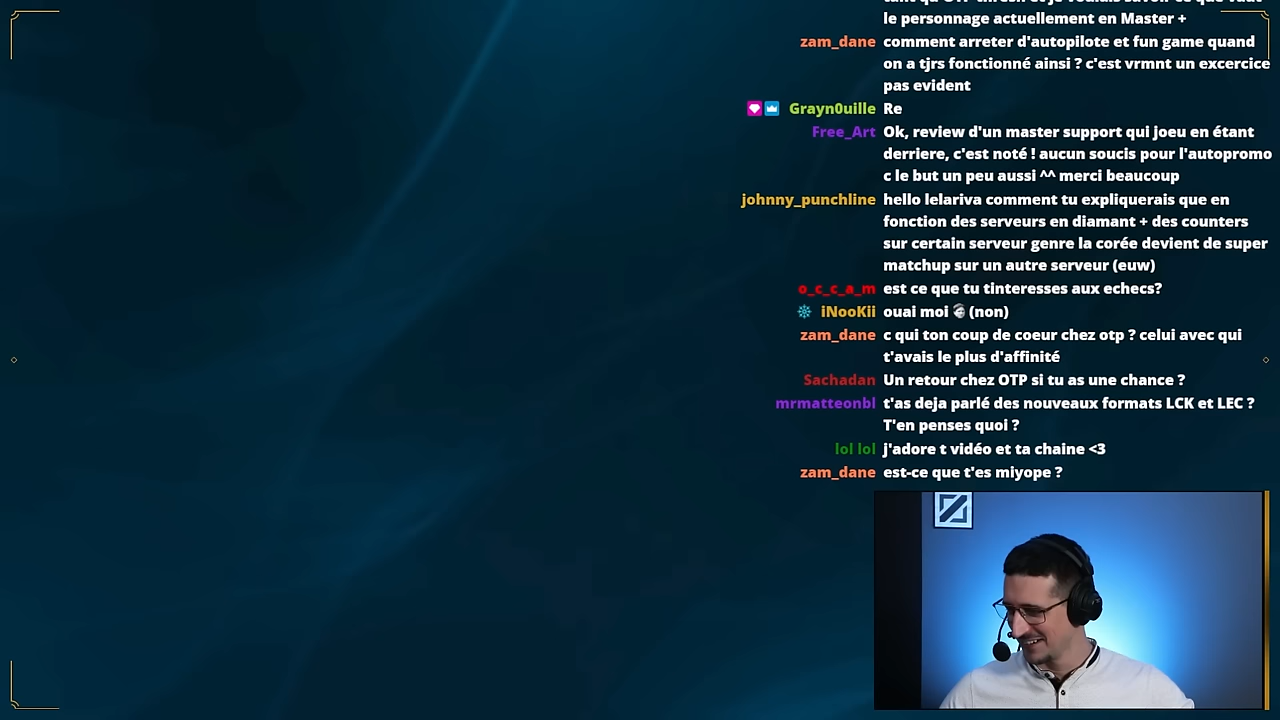 le personnage actuellement en Master +
zam_dane comment arreter d'autopilote et fun game quand
on a tjrs fonctionné ainsi ? c'est vrmnt un excercice
pas evident
Grayn0uille Re
Free_Art Ok, review d'un master support qui joeu en étant
derriere, c'est noté ! aucun soucis pour l'autopromo
c le but un peu aussi ^^ merci beaucoup
johnny_punchline hello lelariva comment tu expliquerais que en
fonction des serveurs en diamant + des counters
sur certain serveur genre la corée devient de super
matchup sur un autre serveur (euw)
o_c_c_a_m est ce que tu tinteresses aux echecs?
iNooKii ouai moi (non)
zam_dane c qui ton coup de coeur chez otp ? celui avec qui
t'avais le plus d'affinité
Sachadan Un retour chez OTP si tu as une chance ?
mrmatteonbl t'as deja parlé des nouveaux formats LCK et LEC ?
T'en penses quoi ?
lol lol j'adore t vidéo et ta chaine <3
zam_dane est-ce que t'es miyope ?